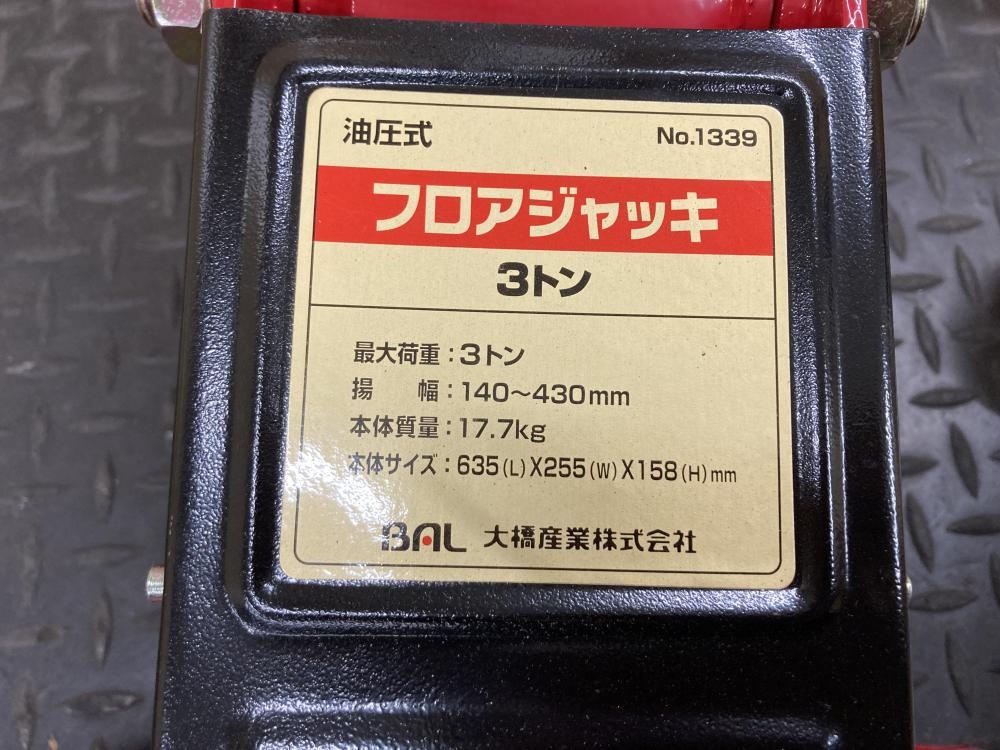 油圧式 No.1339
フロアジャッキ
3トン
最大荷重：3トン
揚　幅：140～430mm
本体質量：17.7kg
本体サイズ：635(L)X255(W)X158(H)mm
BAL 大橋産業株式会社